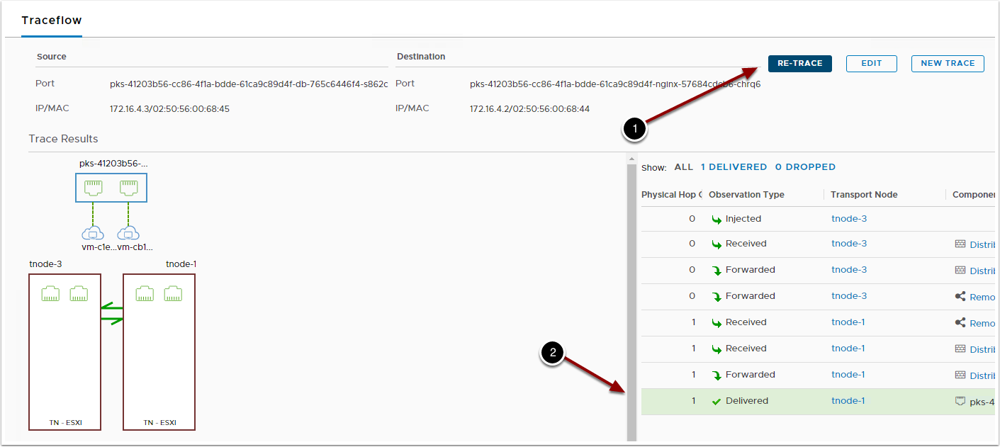 Traceflow
Source
Destination
RE-TRACE
EDIT
NEW TRACE
Port
pks-41203b56-cc86-4f1a-bdde-61ca9c89d4f-db-765c6446f4-s862c
Port
pks-41203b56-cc86-4f1a-bdde-61ca9c89d4f-nginx-57684cdcb6-chrq6
IP/MAC
172.16.4.3/02:50:56:00:68:45
IP/MAC
172.16.4.2/02:50:56:00:68:44
1
Trace Results
pks-41203b56-...
vm-c1e...vm-cb1...
tnode-3
tnode-1
TN - ESXI
TN - ESXI
2
Show: ALL 1 DELIVERED 0 DROPPED
Physical Hop C Observation Type Transport Node Componen
0 Injected tnode-3
0 Received tnode-3 Distrib
0 Forwarded tnode-3 Distrib
0 Forwarded tnode-3 Remo
1 Received tnode-1 Remo
1 Received tnode-1 Distrib
1 Forwarded tnode-1 Distrib
1 Delivered tnode-1 pks-4